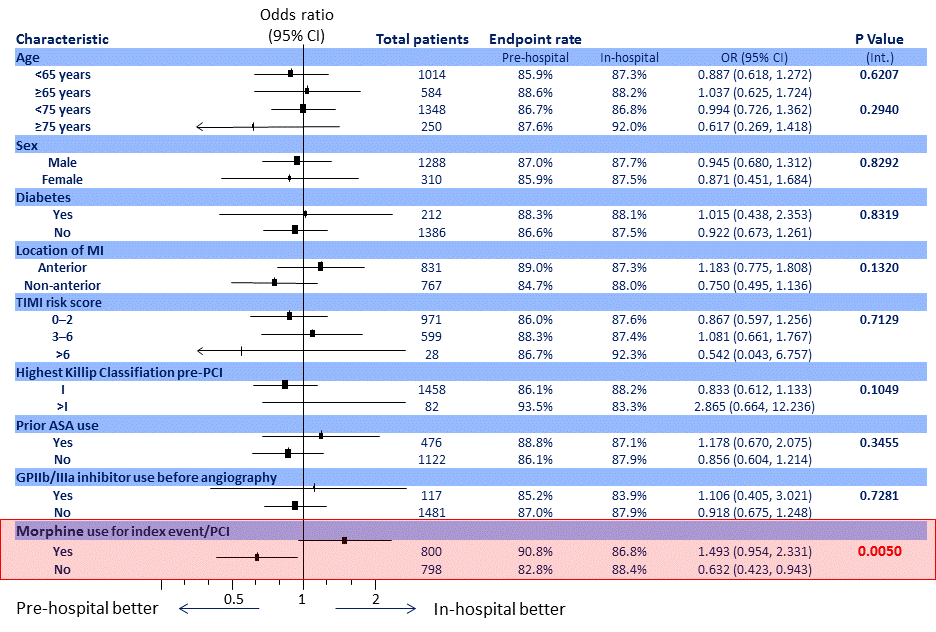 Odds ratio
(95% CI)
Characteristic Total patients Endpoint rate P Value
Age Pre-hospital In-hospital OR (95% CI) (Int.)
<65 years 1014 85.9% 87.3% 0.887 (0.618, 1.272) 0.6207
≥65 years 584 88.6% 88.2% 1.037 (0.625, 1.724)
<75 years 1348 86.7% 86.8% 0.994 (0.726, 1.362) 0.2940
≥75 years 250 87.6% 92.0% 0.617 (0.269, 1.418)
Sex
Male 1288 87.0% 87.7% 0.945 (0.680, 1.312) 0.8292
Female 310 85.9% 87.5% 0.871 (0.451, 1.684)
Diabetes
Yes 212 88.3% 88.1% 1.015 (0.438, 2.353) 0.8319
No 1386 86.6% 87.5% 0.922 (0.673, 1.261)
Location of MI
Anterior 831 89.0% 87.3% 1.183 (0.775, 1.808) 0.1320
Non-anterior 767 84.7% 88.0% 0.750 (0.495, 1.136)
TIMI risk score
0–2 971 86.0% 87.6% 0.867 (0.597, 1.256) 0.7129
3–6 599 88.3% 87.4% 1.081 (0.661, 1.767)
>6 28 86.7% 92.3% 0.542 (0.043, 6.757)
Highest Killip Classifiation pre-PCI
I 1458 86.1% 88.2% 0.833 (0.612, 1.133) 0.1049
>I 82 93.5% 83.3% 2.865 (0.664, 12.236)
Prior ASA use
Yes 476 88.8% 87.1% 1.178 (0.670, 2.075) 0.3455
No 1122 86.1% 87.9% 0.856 (0.604, 1.214)
GPIIb/IIIa inhibitor use before angiography
Yes 117 85.2% 83.9% 1.106 (0.405, 3.021) 0.7281
No 1481 87.0% 87.9% 0.918 (0.675, 1.248)
Morphine use for index event/PCI
Yes 800 90.8% 86.8% 1.493 (0.954, 2.331) 0.0050
No 798 82.8% 88.4% 0.632 (0.423, 0.943)
0.5 1 2
Pre-hospital better In-hospital better